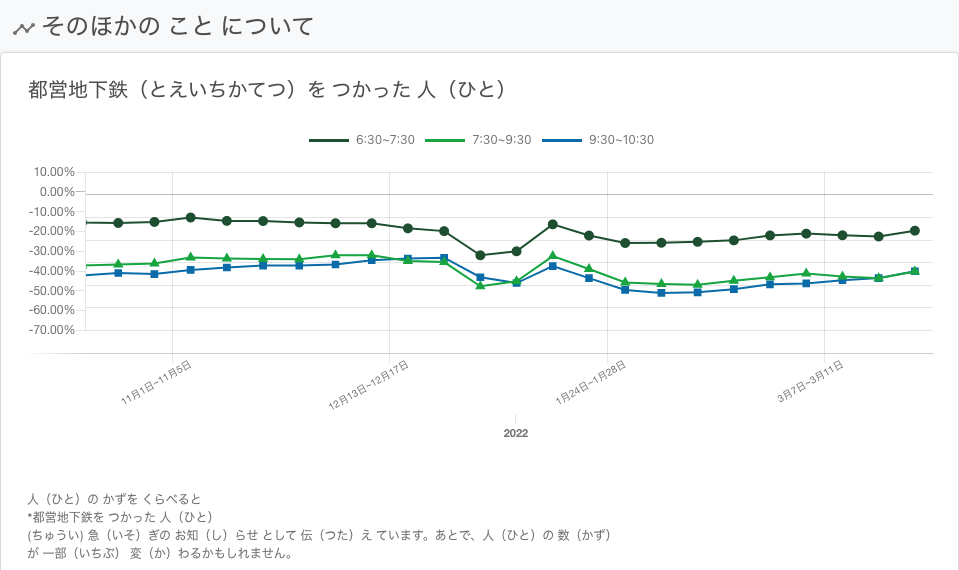 そのほかの こと について
都営地下鉄（とえいちかてつ）を つかった 人（ひと）
6:30~7:30 7:30~9:30 9:30~10:30
10.00%
0.00%
-10.00%
-20.00%
-30.00%
-40.00%
-50.00%
-60.00%
-70.00%
11月1日~11月5日 12月13日~12月17日 1月24日~1月28日 3月7日~3月11日
2022
人（ひと）の かずを くらべると
*都営地下鉄を つかった 人（ひと）
(ちゅうい) 急（いそ）ぎの お知（し）らせ として 伝（つた）え ています。あとで、人（ひと）の 数（かず）
が 一部（いちぶ） 変（か）わるかもしれません。